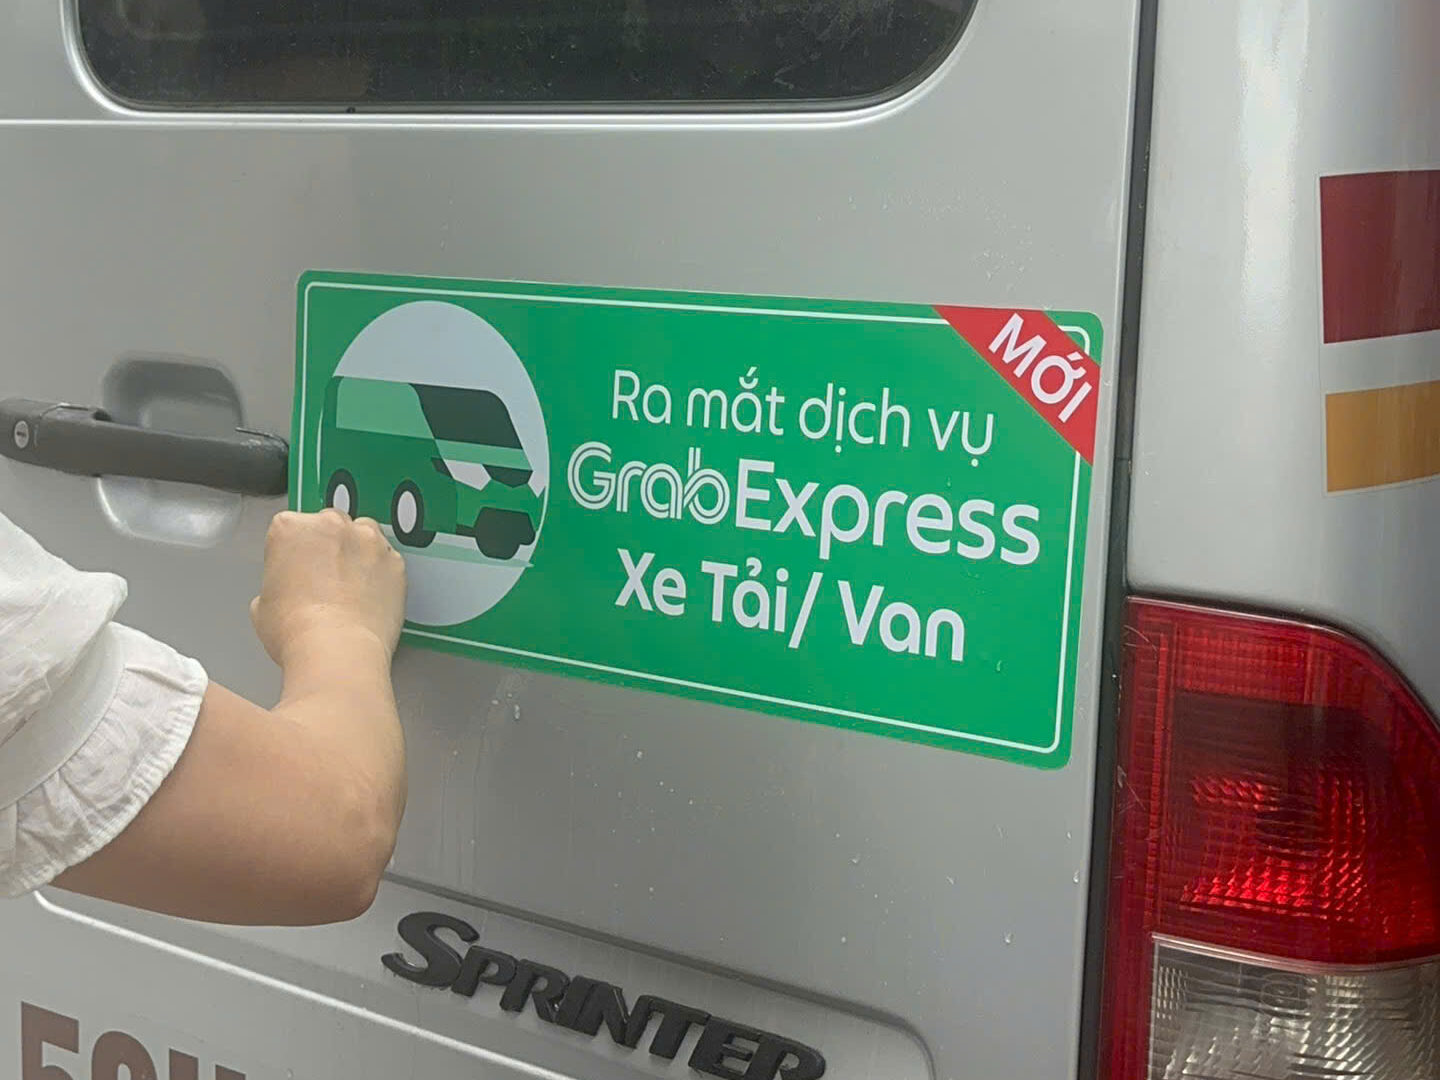 MỚI
Ra mắt dịch vụ
GrabExpress
Xe Tải/ Van
SPRINTER